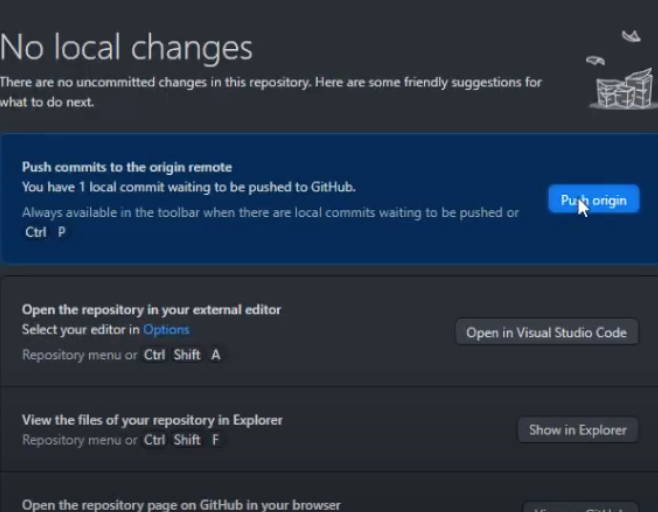 No local changes
There are no uncommitted changes in this repository. Here are some friendly suggestions for
what to do next.
Push commits to the origin remote
You have 1 local commit waiting to be pushed to GitHub.
Always available in the toolbar when there are local commits waiting to be pushed or
Ctrl P
Push origin
Open the repository in your external editor
Select your editor in Options
Repository menu or Ctrl Shift A
Open in Visual Studio Code
View the files of your repository in Explorer
Repository menu or Ctrl Shift F
Show in Explorer
Open the repository page on GitHub in your browser
View on GitHub